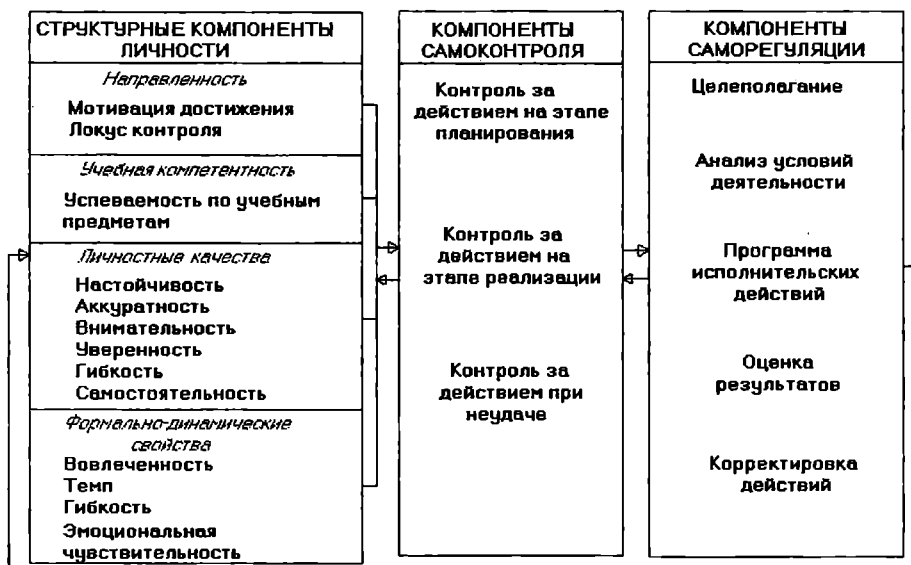 СТРУКТУРНЫЕ КОМПОНЕНТЫ
ЛИЧНОСТИ
Направленность
Мотивация достижения
Локус контроля
Учебная компетентность
Успеваемость по учебным
предметам
Личностные качества
Настойчивость
Аккуратность
Внимательность
Уверенность
Гибкость
Самостоятельность
Формально-динамические
свойства
Вовлеченность
Темп
Гибкость
Эмоциональная
чувствительность
КОМПОНЕНТЫ
САМОКОНТРОЛЯ
Контроль за
действием на этапе
планирования
Контроль за
действием на
этапе реализации
Контроль за
действием при
неудаче
КОМПОНЕНТЫ
САМОРЕГУЛЯЦИИ
Целеполагание
Анализ условий
деятельности
Программа
исполнительских
действий
Оценка
результатов
Корректировка
действий